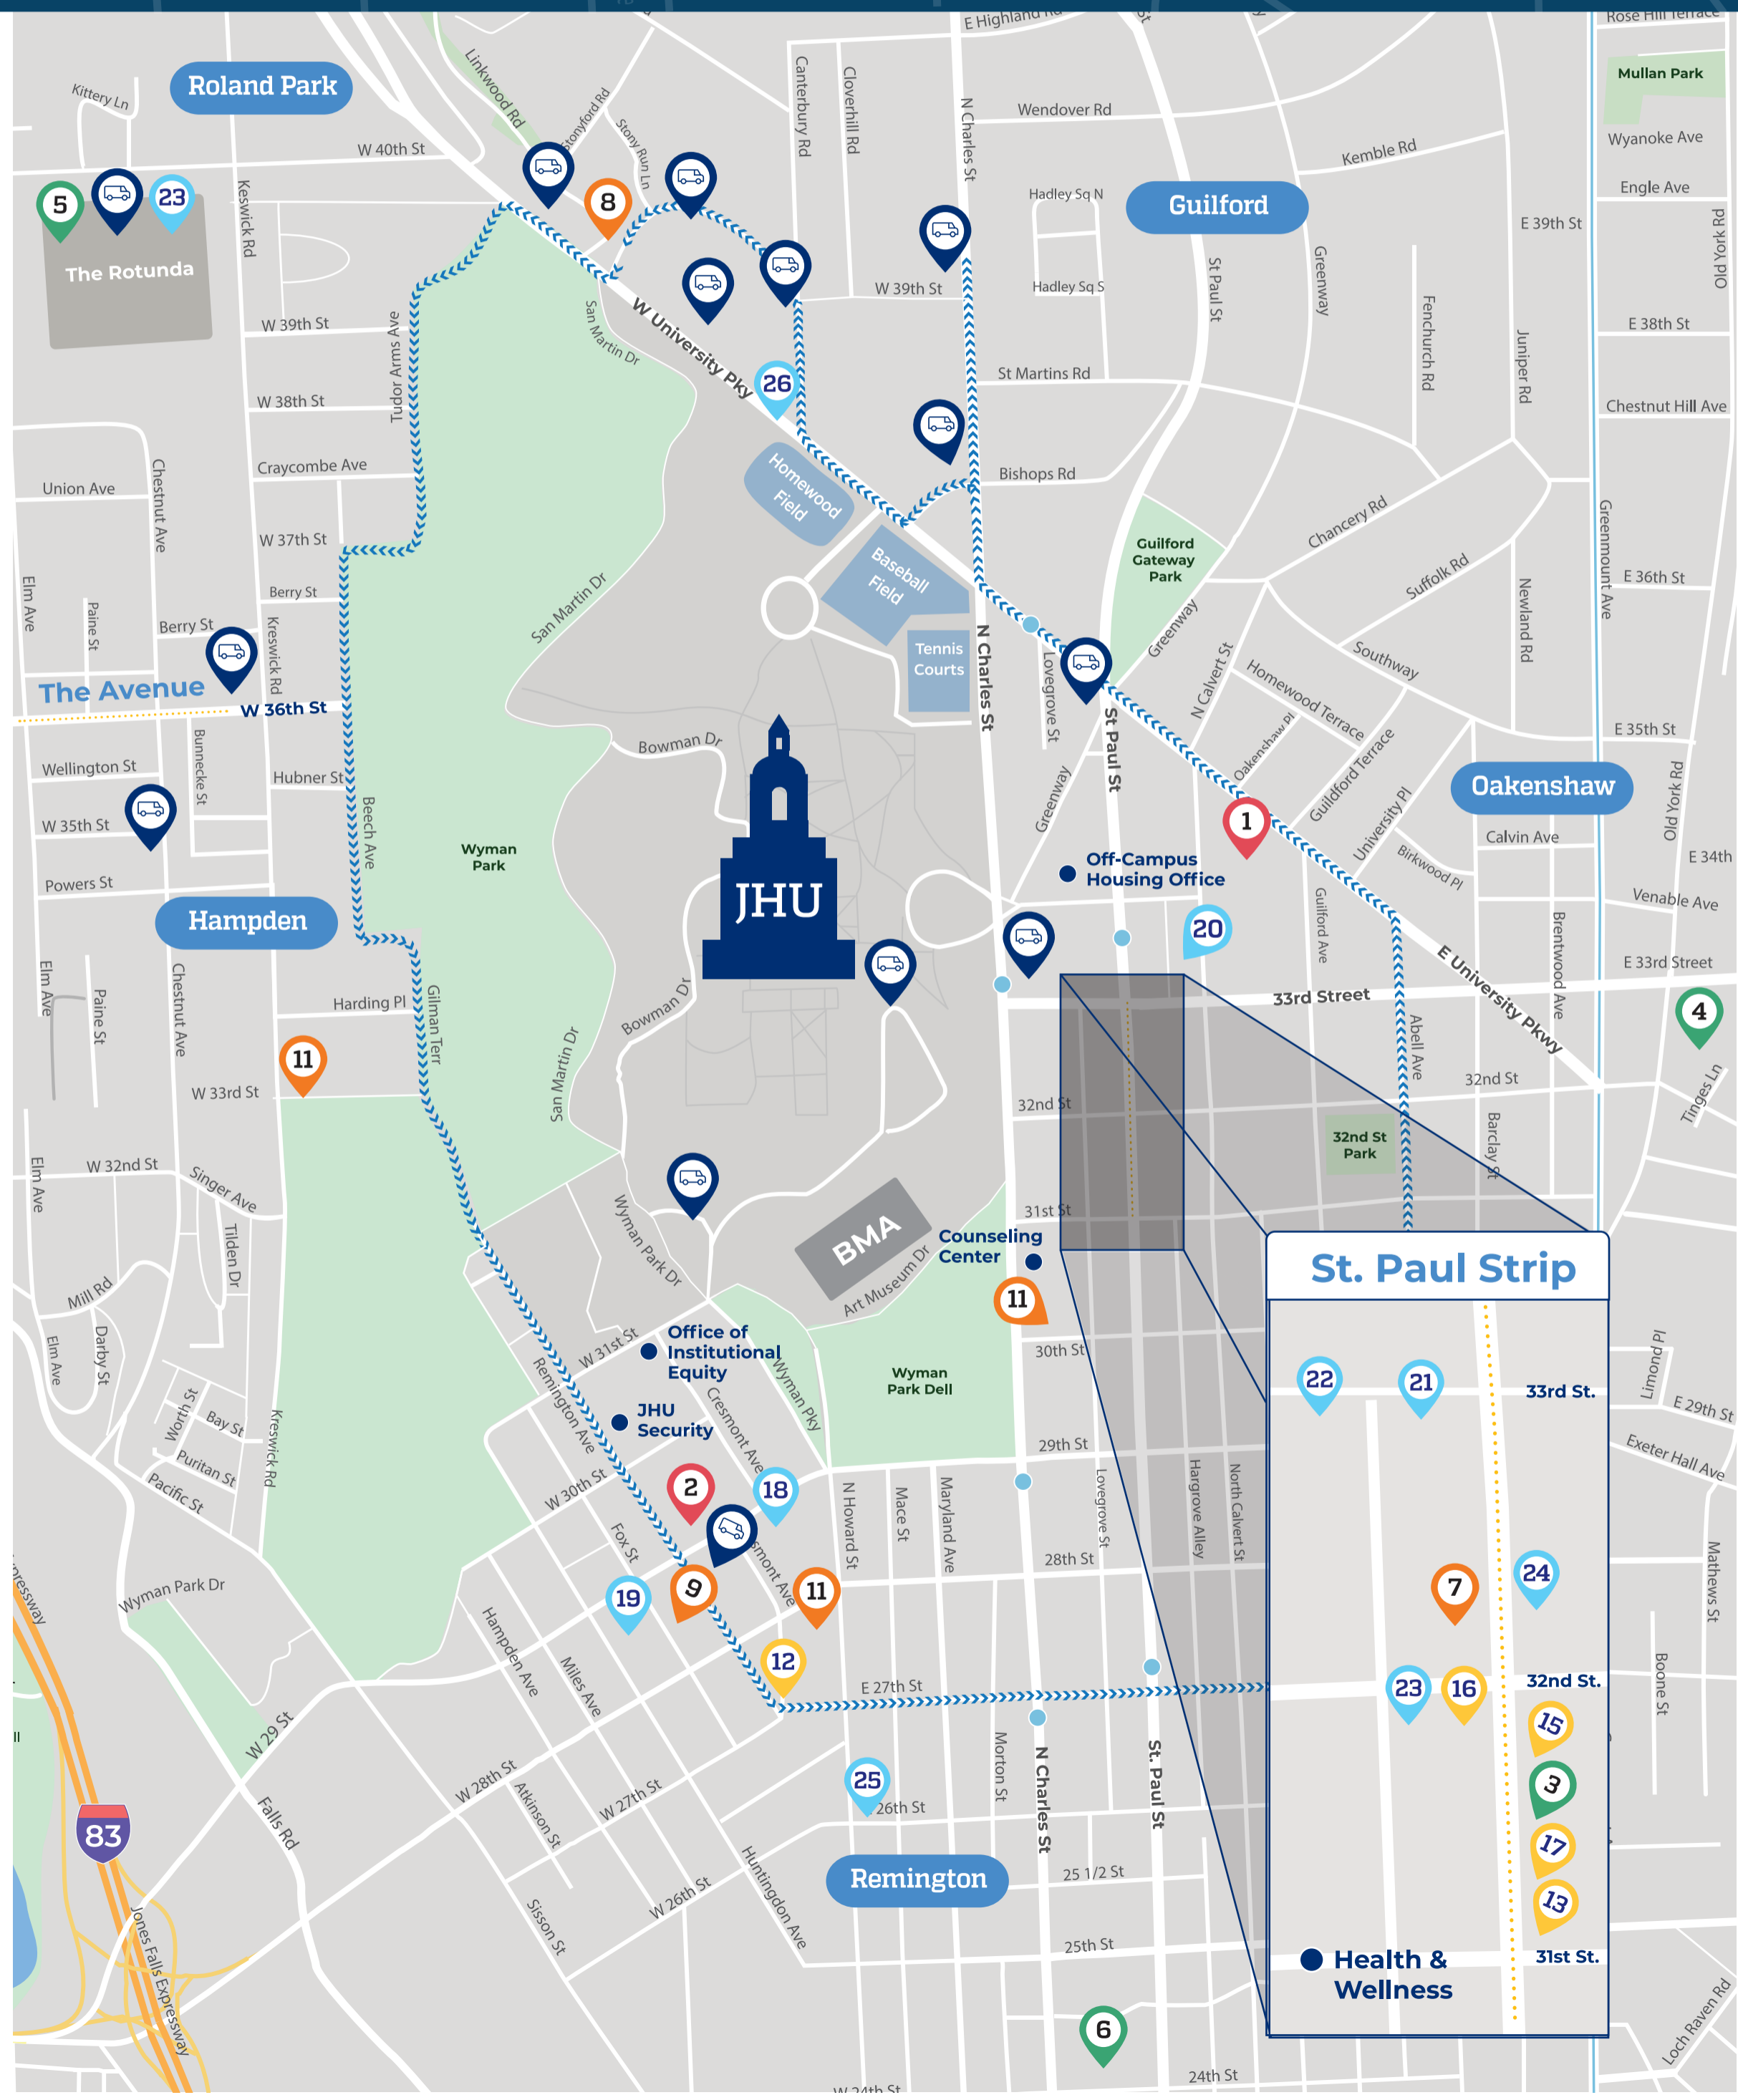 E Highland Rd
St
Rose Hill Terrace
Mullan Park
Roland Park
Kittery Ln
Linkwood Rd
Stonyford Rd
Stony Run Ln
Canterbury Rd
Cloverhill Rd
N Charles St
Wendover Rd
Kemble Rd
Wyanoke Ave
W 40th St
Engle Ave
5
23
8
Keswick Rd
Hadley Sq N
Guilford
E 39th St
Old York Rd
The Rotunda
W 39th St
Hadley Sq S
St Paul St
Greenway
Fenchurch Rd
Juniper Rd
E 38th St
W 39th St
Tudor Arms Ave
San Martin Dr
W University Pky
26
St Martins Rd
W 38th St
Chestnut Hill Ave
Craycombe Ave
Union Ave
Chestnut Ave
Homewood
Field
Bishops Rd
Chancery Rd
Greenmount Ave
W 37th St
Guilford
Gateway
Park
Baseball
Field
Suffolk Rd
E 36th St
Elm Ave
Paine St
Berry St
Berry St
Kreswick Rd
San Martin Dr
Tennis
Courts
N Charles St
Lovegrove St
Greenway
N Calvert St
Newland Rd
Southway
Homewood Terrace
The Avenue
W 36th St
Bowman Dr
St Paul St
Oakenshaw Pl
Guildford Terrace
E 35th St
Wellington St
Bunnecke St
Hubner St
Oakenshaw
Old York Rd
W 35th St
Beech Ave
Wyman
Park
Greenway
1
University Pl
Calvin Ave
Birkwood Pl
E 34th
Off-Campus
Housing Office
Powers St
JHU
Guilford Ave
Brentwood Ave
Venable Ave
Hampden
20
E University Pkwy
E 33rd Street
Elm Ave
Paine St
Chestnut Ave
Harding Pl
Gilman Terr
Bowman Dr
33rd Street
4
Abell Ave
11
W 33rd St
San Martin Dr
32nd St
32nd St
Tinges Ln
Barclay St
32nd St
Park
Elm Ave
W 32nd St
Singer Ave
Tilden Dr
Wyman Park Dr
BMA
Art Museum Dr
31st St
Counseling
Center
11
St. Paul Strip
Mill Rd
Elm Ave
Darby St
Office of
Institutional
Equity
W 31st St
Wyman Pky
30th St
Wyman
Park Dell
Limond Pl
22
21
33rd St.
Worth St
Bay St
Puritan St
Pacific St
Kreswick Rd
Remington Ave
JHU
Security
Cresmont Ave
E 29th St
29th St
Exeter Hall Ave
W 30th St
2
18
N Howard St
Mace St
Maryland Ave
Lovegrove St
Hargrove Alley
North Calvert St
Fox St
28th St
Mathews St
Wyman Park Dr
19
9
11
7
24
Hampden Ave
Miles Ave
12
E 27th St
23
16
32nd St.
Boone St
15
W 29 St
Morton St
N Charles St
St. Paul St
3
W 28th St
Atkinson St
W 27th St
25
26th St
17
83
Falls Rd
Huntingdon Ave
Remington
25 1/2 St
13
Sisson St
W 26th St
25th St
31st St.
Health &
Wellness
Jones Falls Expressway
6
Loch Raven Rd
24th St
W 24th St